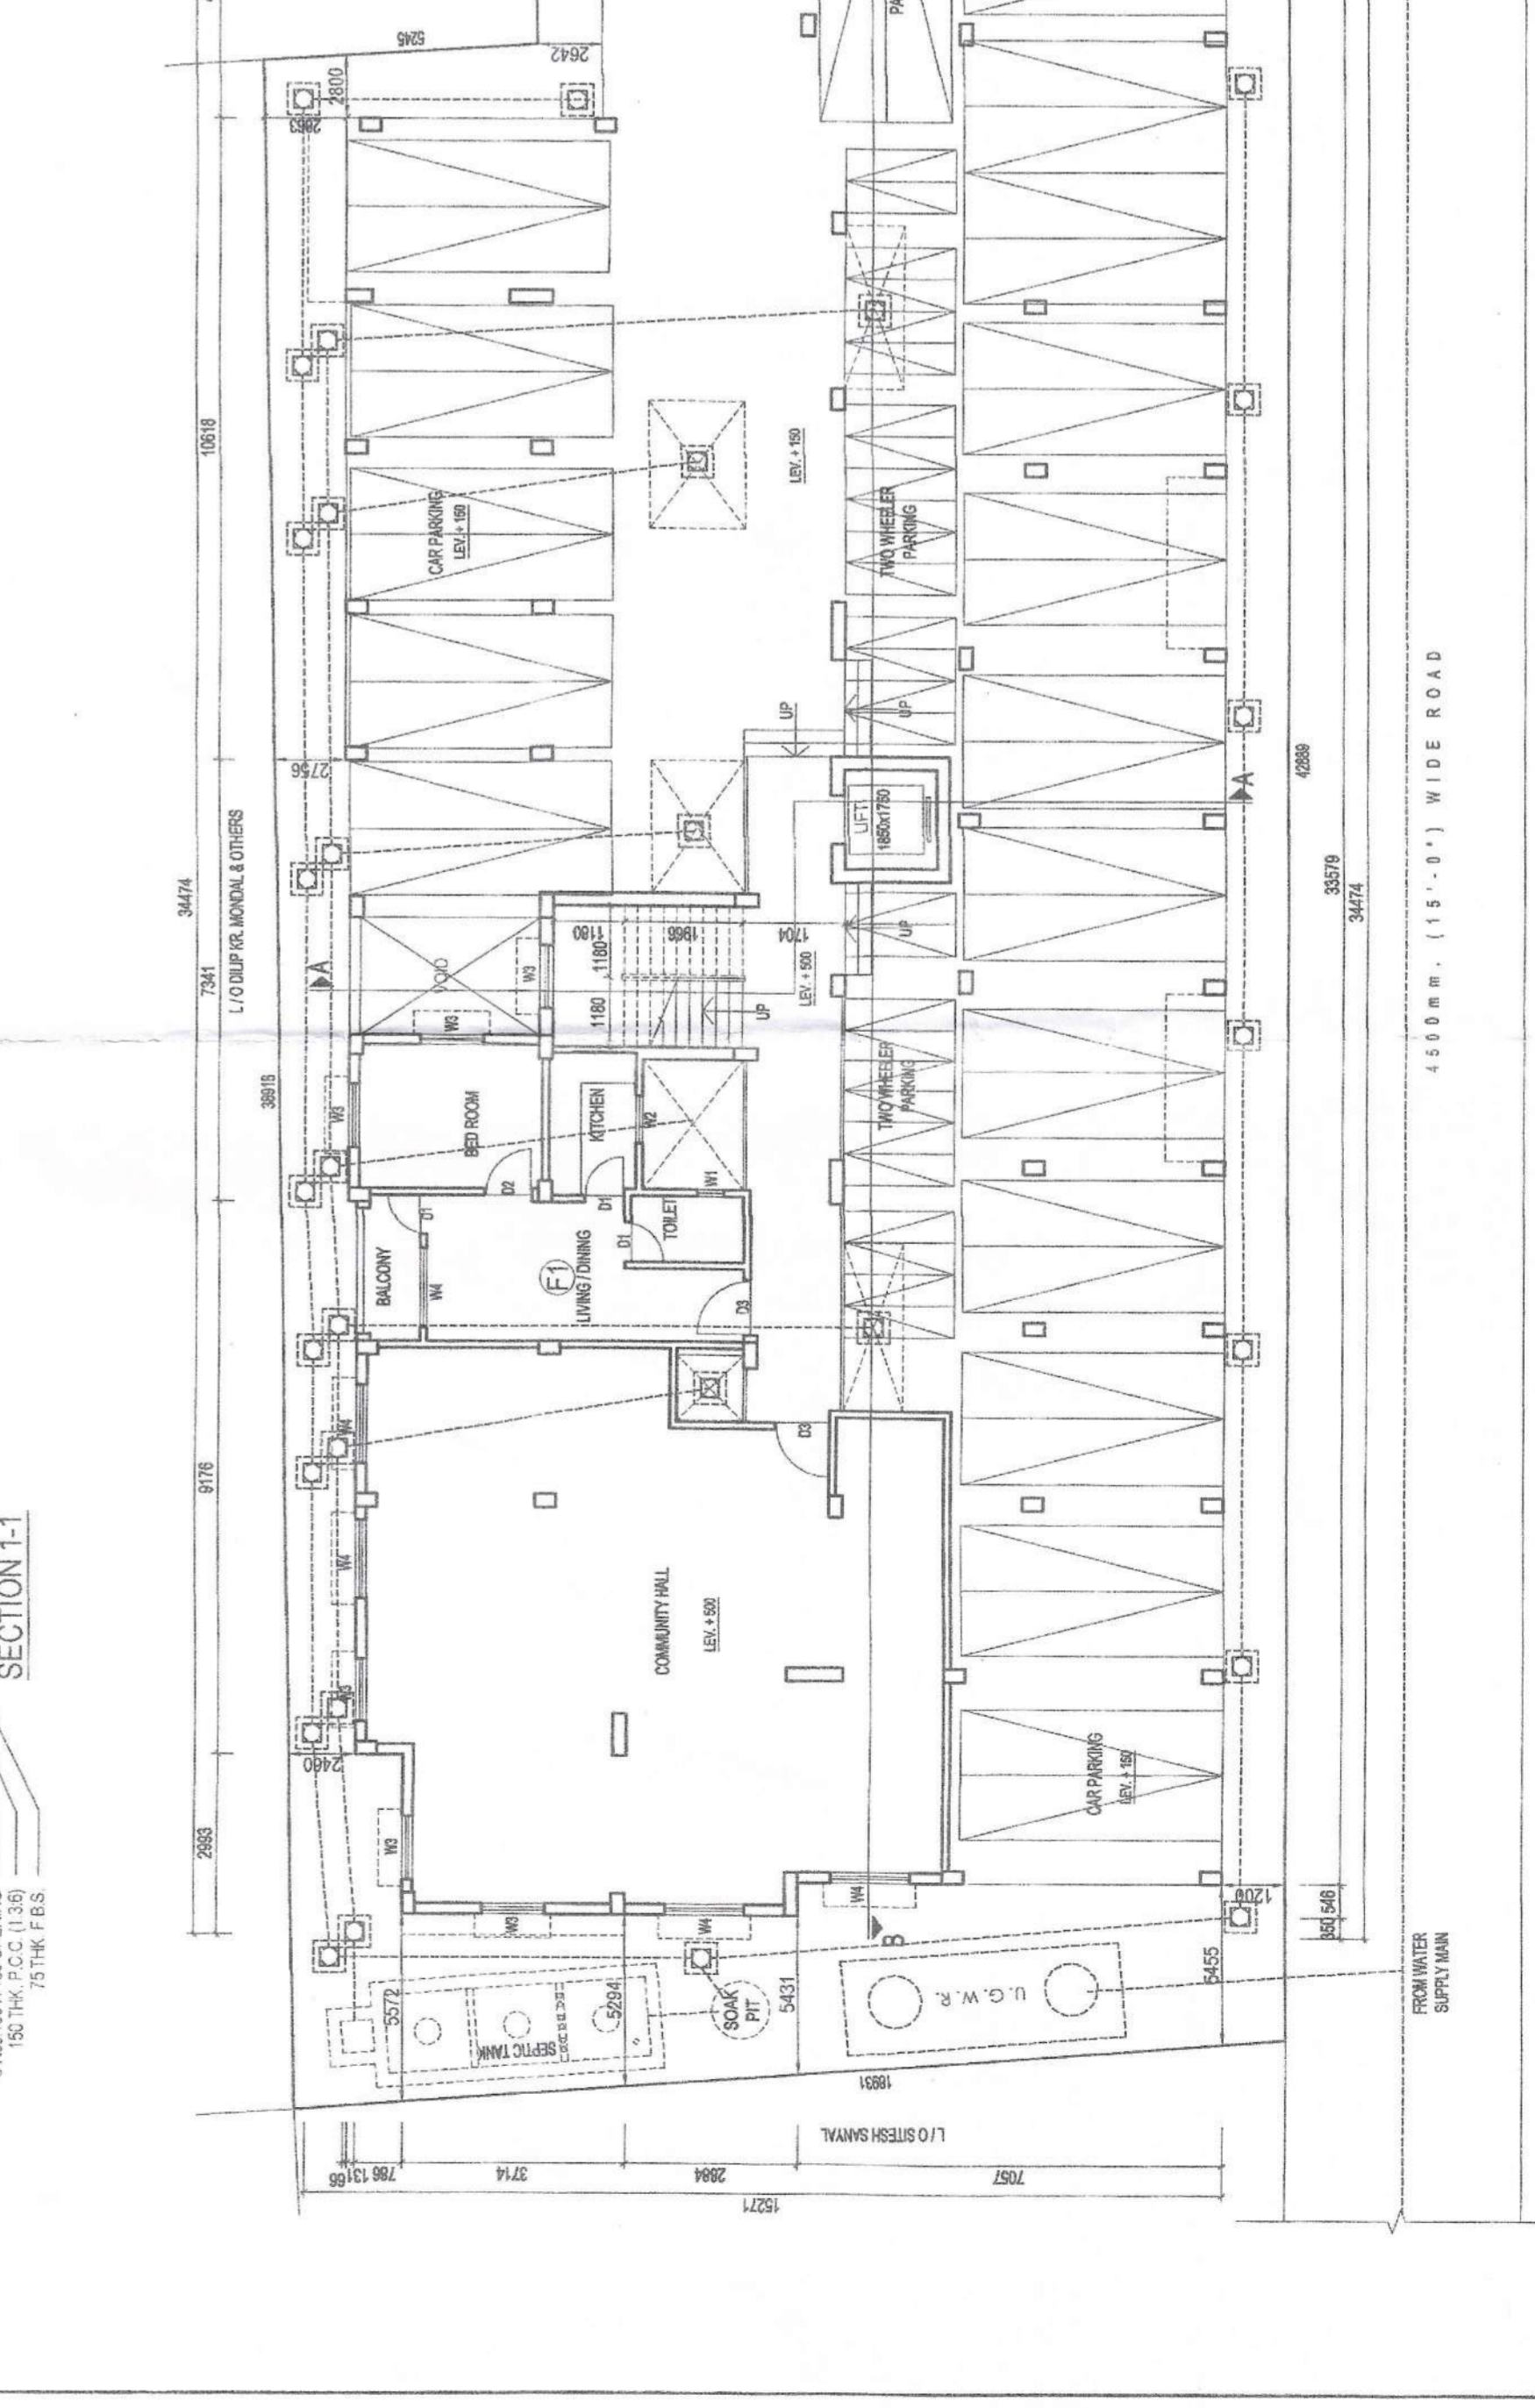 SECTION 1-1
150 THK. P.C.C. (1:3:6)
75 THK F.B.S.
5245
2642
2800
2863
34474
10618
7341
9176
2993
L / O DILIP KR. MONDAL & OTHERS
38918
2756
2460
CAR PARKING
LEV. + 150
LEV. + 150
TWO WHEELER
PARKING
UP
UP
LIFT
1850x1750
A
A
VOID
W3
W3
1180
1180
1180
1966
1704
UP
UP
LEV. + 500
W3
BED ROOM
KITCHEN
W2
W1
D2
D1
D1
D1
TOILET
BALCONY
W4
F1
LIVING / DINING
D3
D3
TWO WHEELER
PARKING
W4
W4
W3
COMMUNITY HALL
LEV. + 500
W3
W3
W4
W4
B
CAR PARKING
LEV. + 150
5572
5294
5431
5455
1200
SEPTIC TANK
SOAK
PIT
U. G. W. R.
18931
L / O SITESH SANYAL
786
3714
2884
7057
15271
350 546
33579
34474
42889
4500mm. (15'-0") WIDE ROAD
FROM WATER
SUPPLY MAIN